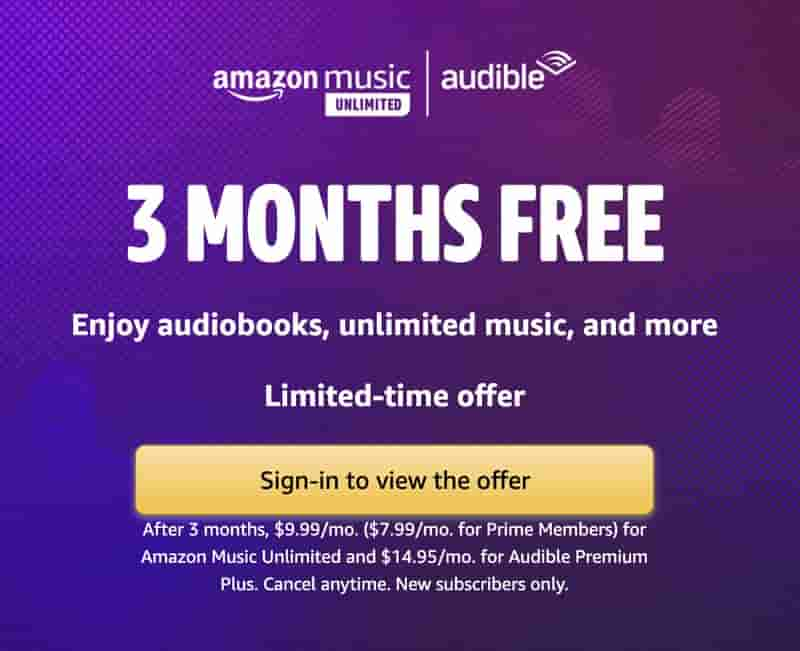 amazon music | audible
UNLIMITED
3 MONTHS FREE
Enjoy audiobooks, unlimited music, and more
Limited-time offer
Sign-in to view the offer
After 3 months, $9.99/mo. ($7.99/mo. for Prime Members) for
Amazon Music Unlimited and $14.95/mo. for Audible Premium
Plus. Cancel anytime. New subscribers only.